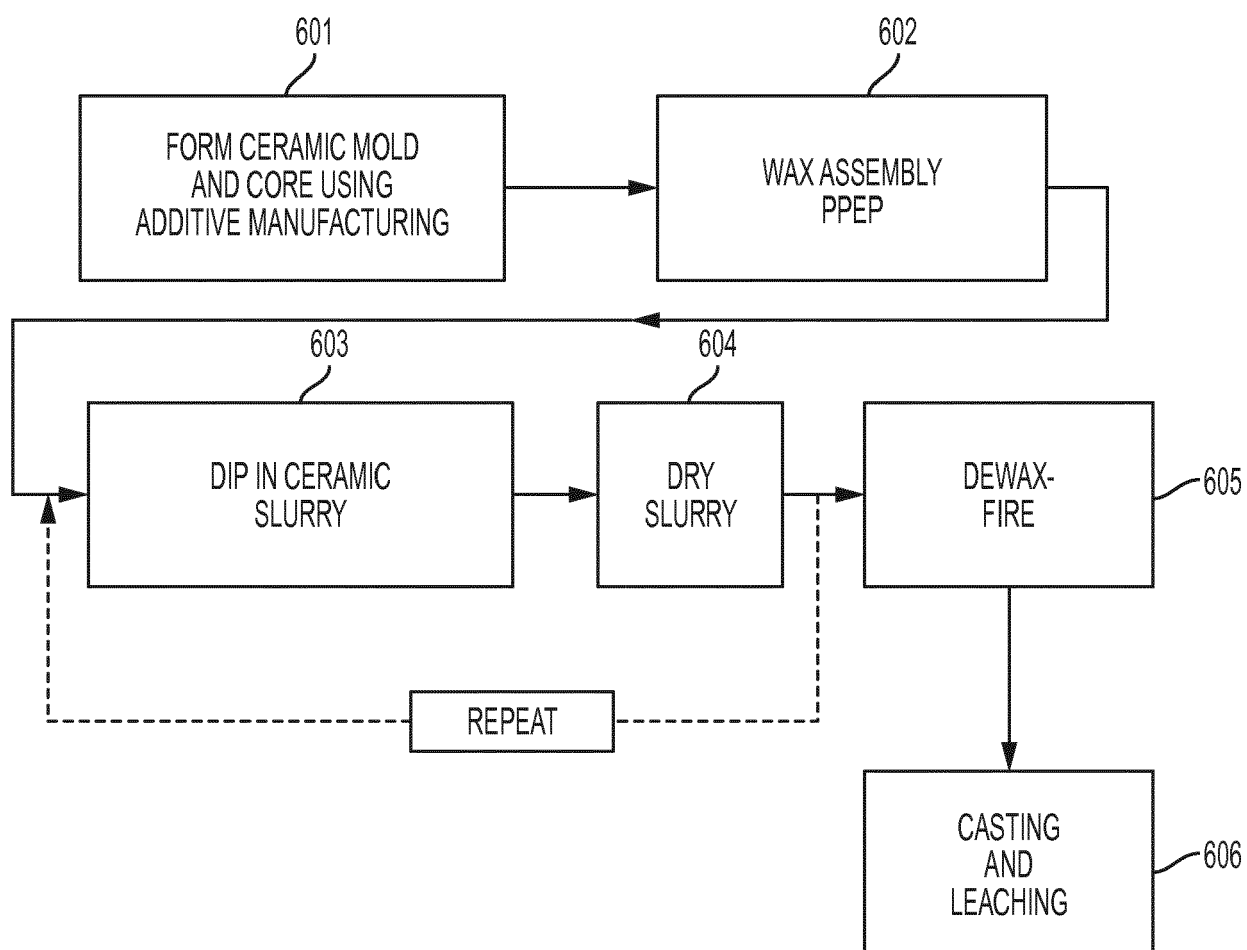 601
602
FORM CERAMIC MOLD
AND CORE USING
ADDITIVE MANUFACTURING
WAX ASSEMBLY
PPEP
603
604
DIP IN CERAMIC
SLURRY
DRY
SLURRY
DEWAX-
FIRE
605
REPEAT
CASTING
AND
LEACHING
606